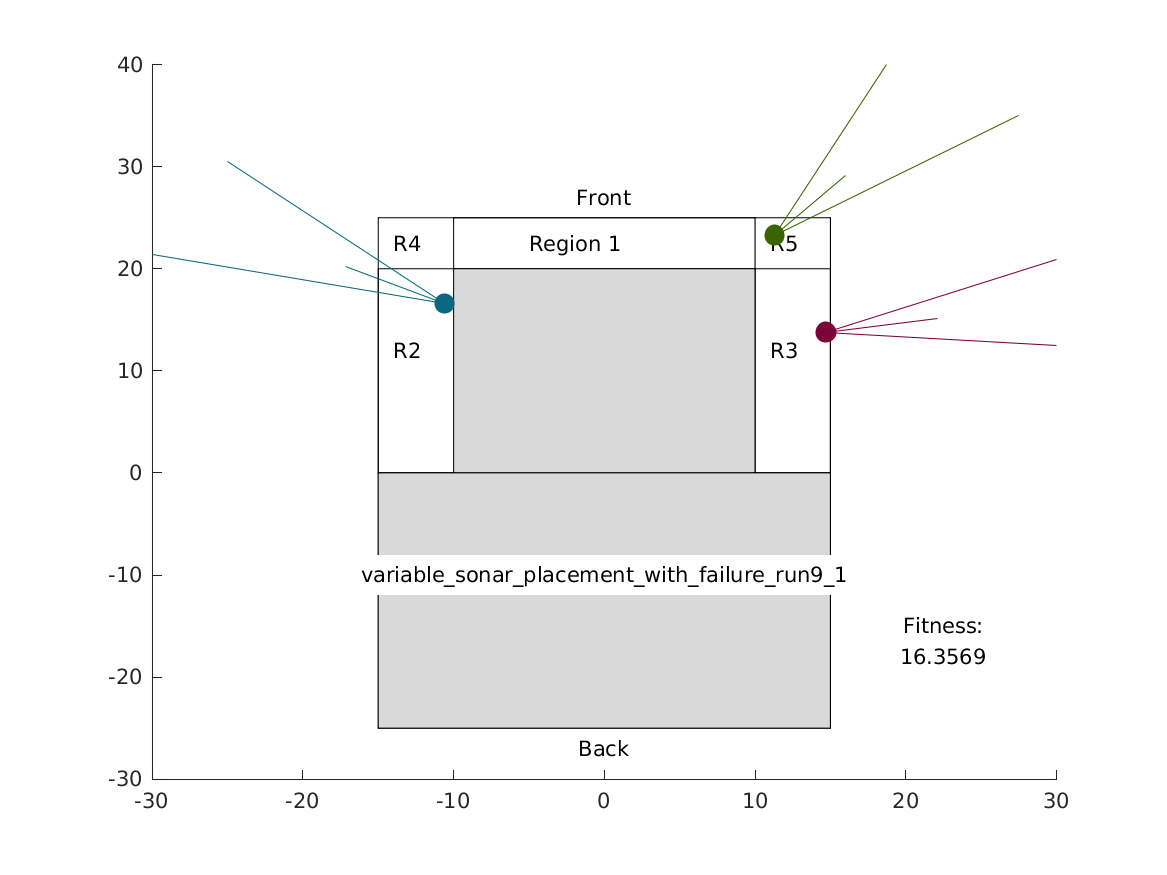 40
30
Front
R4
Region 1
R5
20
R2
R3
10
0
-10
variable_sonar_placement_with_failure_run9_1
Fitness:
16.3569
-20
Back
-30
-30
-20
-10
0
10
20
30